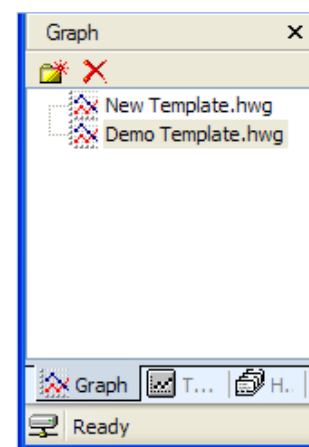 Graph
New Template.hwg
Demo Template.hwg
Graph T... H..
Ready